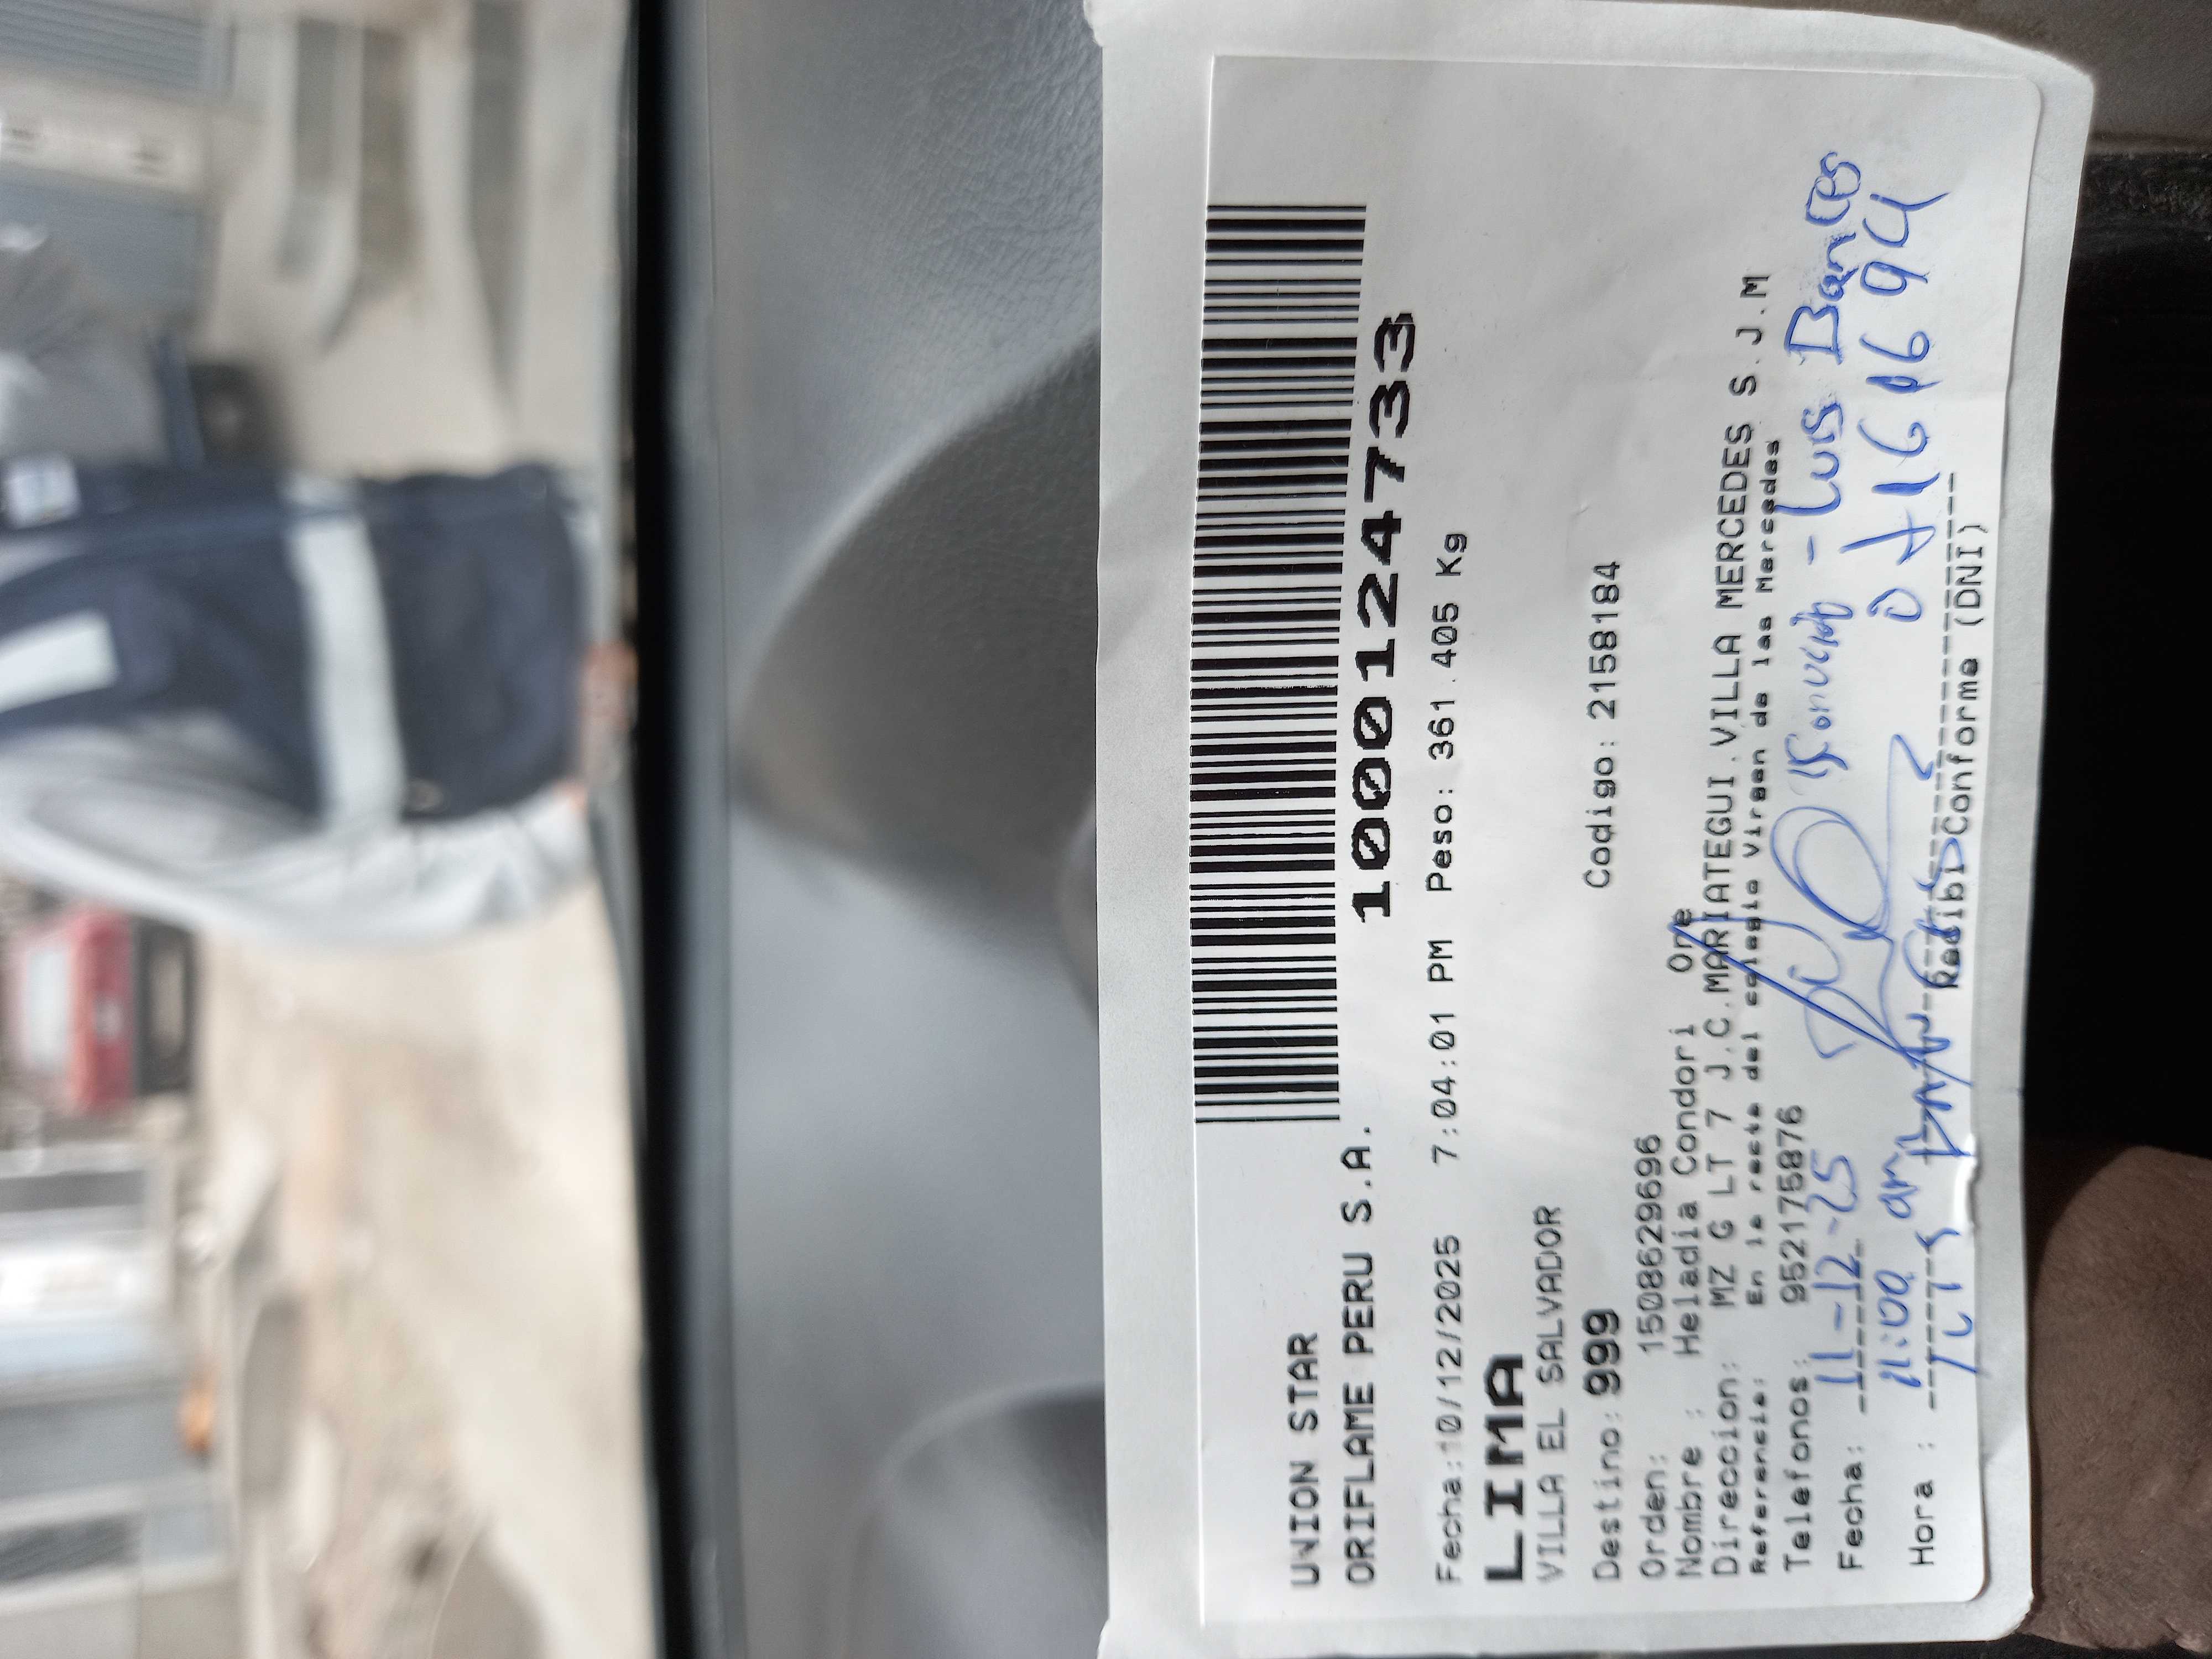 UNION STAR
ORIFLAME PERU S.A.
1000124733
Fecha:10/12/2025 7:04:01 PM Peso: 361.405 Kg
LIMA
VILLA EL SALVADOR
Destino: 999 Codigo: 2158184
Orden: 1508629696
Nombre : Heladia Condori Ore
Direccion: MZ G LT 7 J.C.MARIATEGUI.VILLA MERCEDES S.J.M
Referencia: En la recta del colegio Virgen de las Mercedes
Telefonos: 952175876
Fecha: 11-12-25 Luis Bances
Hora : 11:00 am
Recibi Conforme (DNI)